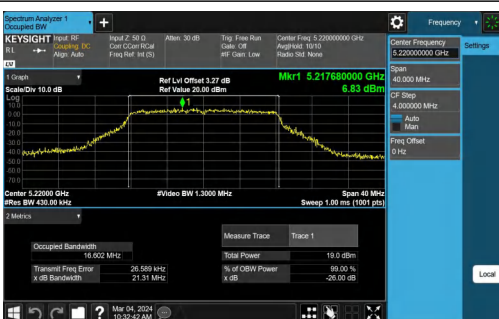 Spectrum Analyzer 1
Occupied BW
+
Frequency
KEYSIGHT Input: RF Input Z: 50 Ω Atten: 30 dB Trig: Free Run Center Freq: 5.220000000 GHz
RL Coupling: DC Corr CCorr RCal Gate: Off Avg|Hold: 10/10
Align: Auto Freq Ref: Int (S) #IF Gain: Low Radio Std: None
LXI
Center Frequency
5.220000000 GHz
Settings
Span
40.000 MHz
CF Step
4.000000 MHz
Auto
Man
Freq Offset
0 Hz
Local
1 Graph
Scale/Div 10.0 dB
Ref Lvl Offset 3.27 dB
Ref Value 20.00 dBm
Mkr1 5.217680000 GHz
6.83 dBm
Log
10.0
0.00
-10.0
-20.0
-30.0
-40.0
-50.0
-60.0
-70.0
1
Center 5.22000 GHz #Video BW 1.3000 MHz Span 40 MHz
#Res BW 430.00 kHz Sweep 1.00 ms (1001 pts)
2 Metrics
Measure Trace Trace 1
Occupied Bandwidth
16.602 MHz Total Power 19.0 dBm
Transmit Freq Error 26.589 kHz % of OBW Power 99.00 %
x dB Bandwidth 21.31 MHz x dB -26.00 dB
?
Mar 04, 2024
10:32:42 AM